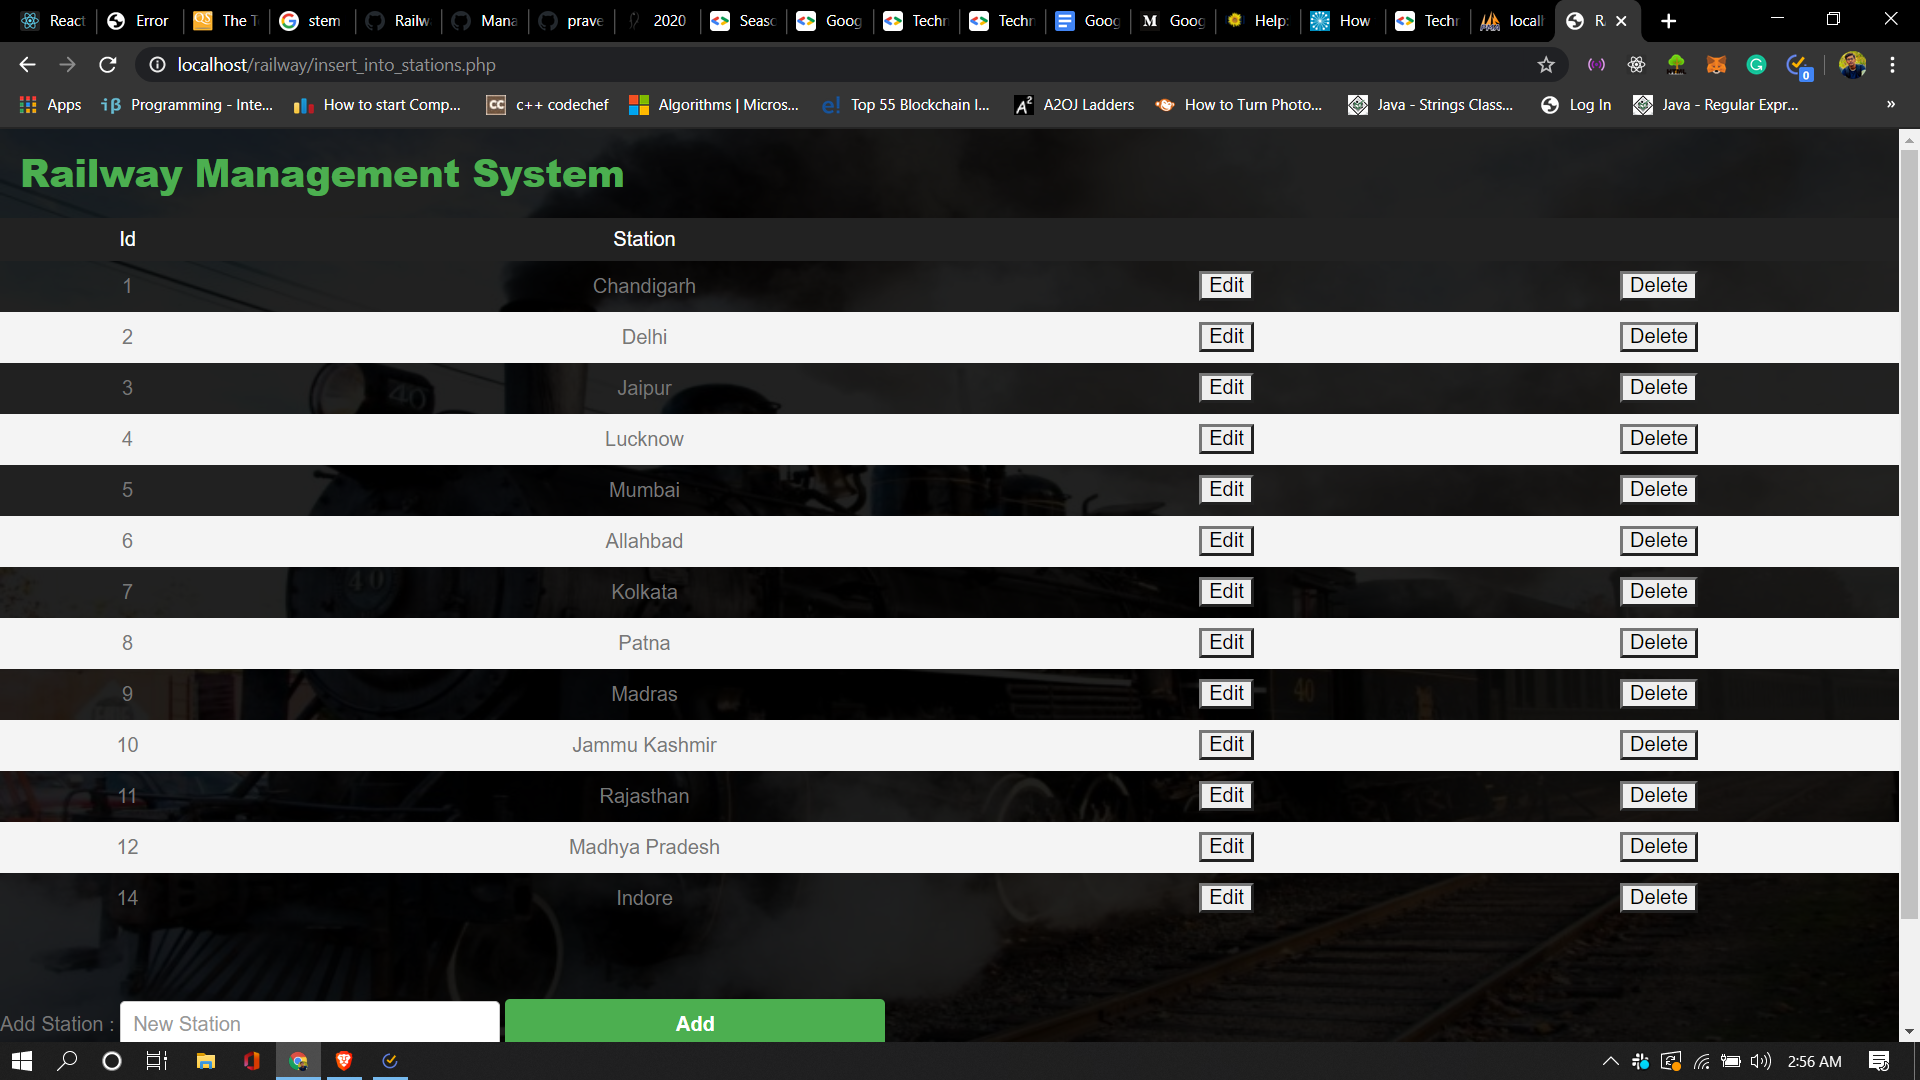 React
Error
The T
stem
Railw
Mana
prave
2020
Seasc
Goog
Techn
Techn
Goog
Goog
Help:
How
Techn
localh
R
localhost/railway/insert_into_stations.php
0
Apps
Programming - Inte...
How to start Comp...
c++ codechef
Algorithms | Micros...
Top 55 Blockchain I...
A2OJ Ladders
How to Turn Photo...
Java - Strings Class...
Log In
Java - Regular Expr...
»
Railway Management System
Id Station
1 Chandigarh Edit Delete
2 Delhi Edit Delete
3 Jaipur Edit Delete
4 Lucknow Edit Delete
5 Mumbai Edit Delete
6 Allahbad Edit Delete
7 Kolkata Edit Delete
8 Patna Edit Delete
9 Madras Edit Delete
10 Jammu Kashmir Edit Delete
11 Rajasthan Edit Delete
12 Madhya Pradesh Edit Delete
14 Indore Edit Delete
Add Station : New Station Add
2:56 AM